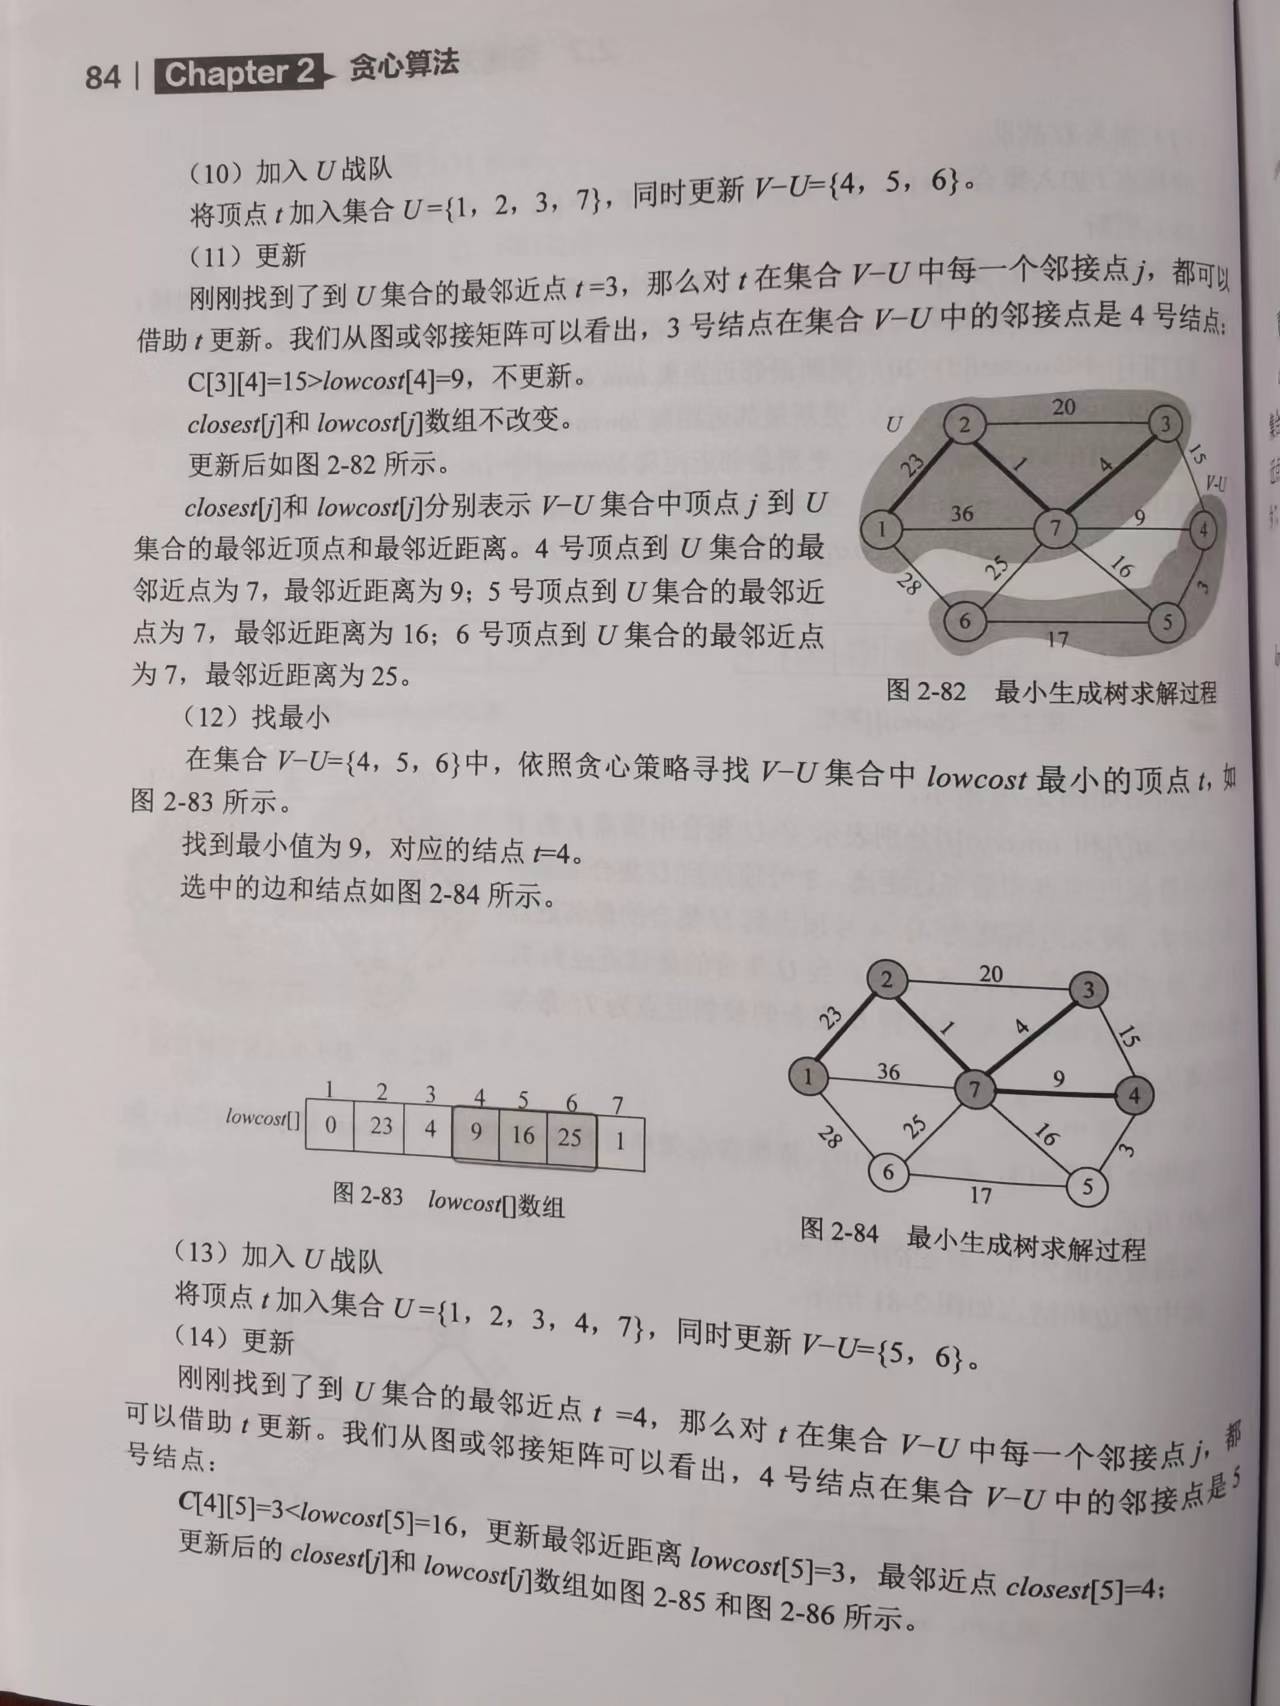 84 | Chapter 2 贪心算法
（10）加入 U 战队
将顶点 t 加入集合 U={1，2，3，7}，同时更新 V−U={4，5，6}。
（11）更新
刚刚找到了到 U 集合的最邻近点 t =3，那么对 t 在集合 V−U 中每一个邻接点 j，都可以
借助 t 更新。我们从图或邻接矩阵可以看出，3 号结点在集合 V−U 中的邻接点是 4 号结点：
C[3][4]=15>lowcost[4]=9，不更新。
closest[j]和 lowcost[j]数组不改变。
更新后如图 2-82 所示。
closest[j]和 lowcost[j]分别表示 V−U 集合中顶点 j 到 U
集合的最邻近顶点和最邻近距离。4 号顶点到 U 集合的最
邻近点为 7，最邻近距离为 9；5 号顶点到 U 集合的最邻近
点为 7，最邻近距离为 16；6 号顶点到 U 集合的最邻近点
为 7，最邻近距离为 25。
U
2
20
3
23
1
4
15
V-U
1
36
7
9
4
28
25
16
3
6
17
5
图 2-82 最小生成树求解过程
（12）找最小
在集合 V−U={4，5，6}中，依照贪心策略寻找 V−U 集合中 lowcost 最小的顶点 t，如
图 2-83 所示。
找到最小值为 9，对应的结点 t=4。
选中的边和结点如图 2-84 所示。
1 2 3 4 5 6 7
lowcost[] 0 23 4 9 16 25 1
图 2-83 lowcost[]数组
2
20
3
23
1
4
15
1
36
7
9
4
28
25
16
3
6
17
5
图 2-84 最小生成树求解过程
（13）加入 U 战队
将顶点 t 加入集合 U={1，2，3，4，7}，同时更新 V−U={5，6}。
（14）更新
刚刚找到了到 U 集合的最邻近点 t =4，那么对 t 在集合 V−U 中每一个邻接点 j，都
可以借助 t 更新。我们从图或邻接矩阵可以看出，4 号结点在集合 V−U 中的邻接点是 5
号结点：
C[4][5]=3<lowcost[5]=16，更新最邻近距离 lowcost[5]=3，最邻近点 closest[5]=4；
更新后的 closest[j]和 lowcost[j]数组如图 2-85 和图 2-86 所示。